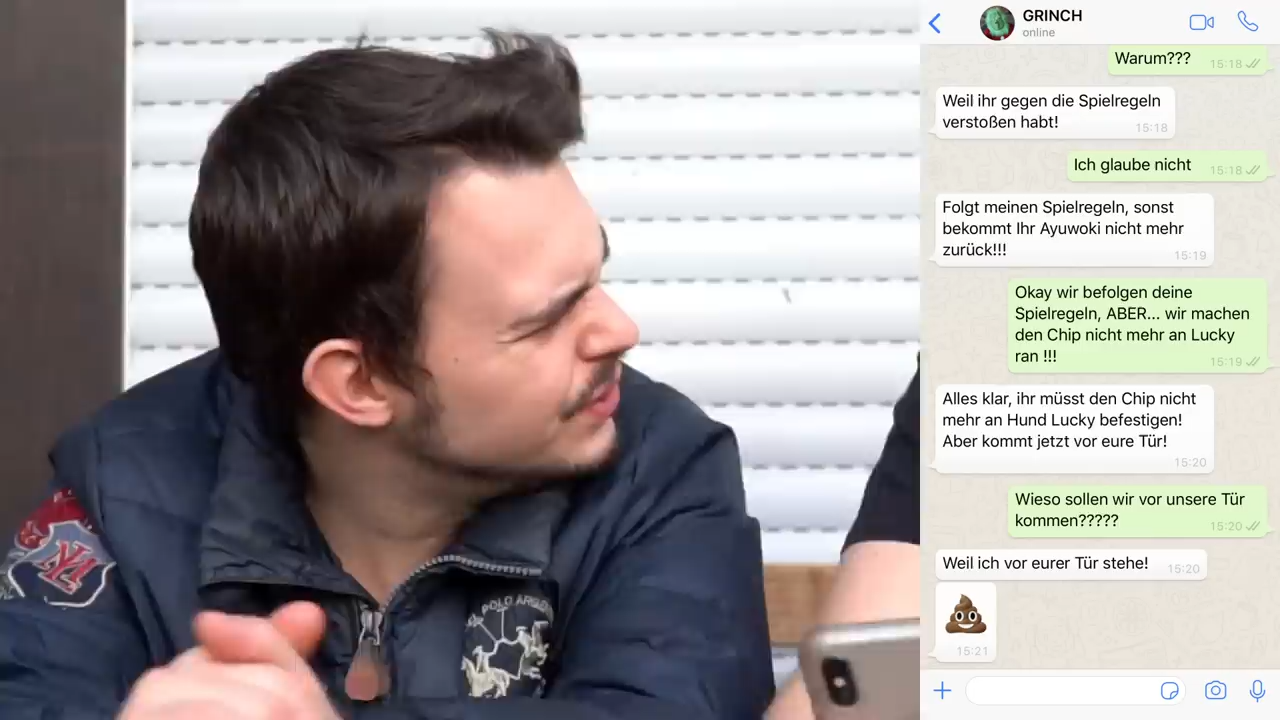 GRINCH
online
Warum???
15:18
Weil ihr gegen die Spielregeln
verstoßen habt!
15:18
Ich glaube nicht
15:18
Folgt meinen Spielregeln, sonst
bekommt Ihr Ayuwoki nicht mehr
zurück!!!
15:19
Okay wir befolgen deine
Spielregeln, ABER... wir machen
den Chip nicht mehr an Lucky
ran !!!
15:19
Alles klar, ihr müsst den Chip nicht
mehr an Hund Lucky befestigen!
Aber kommt jetzt vor eure Tür!
15:20
Wieso sollen wir vor unsere Tür
kommen?????
15:20
Weil ich vor eurer Tür stehe!
15:20
15:21